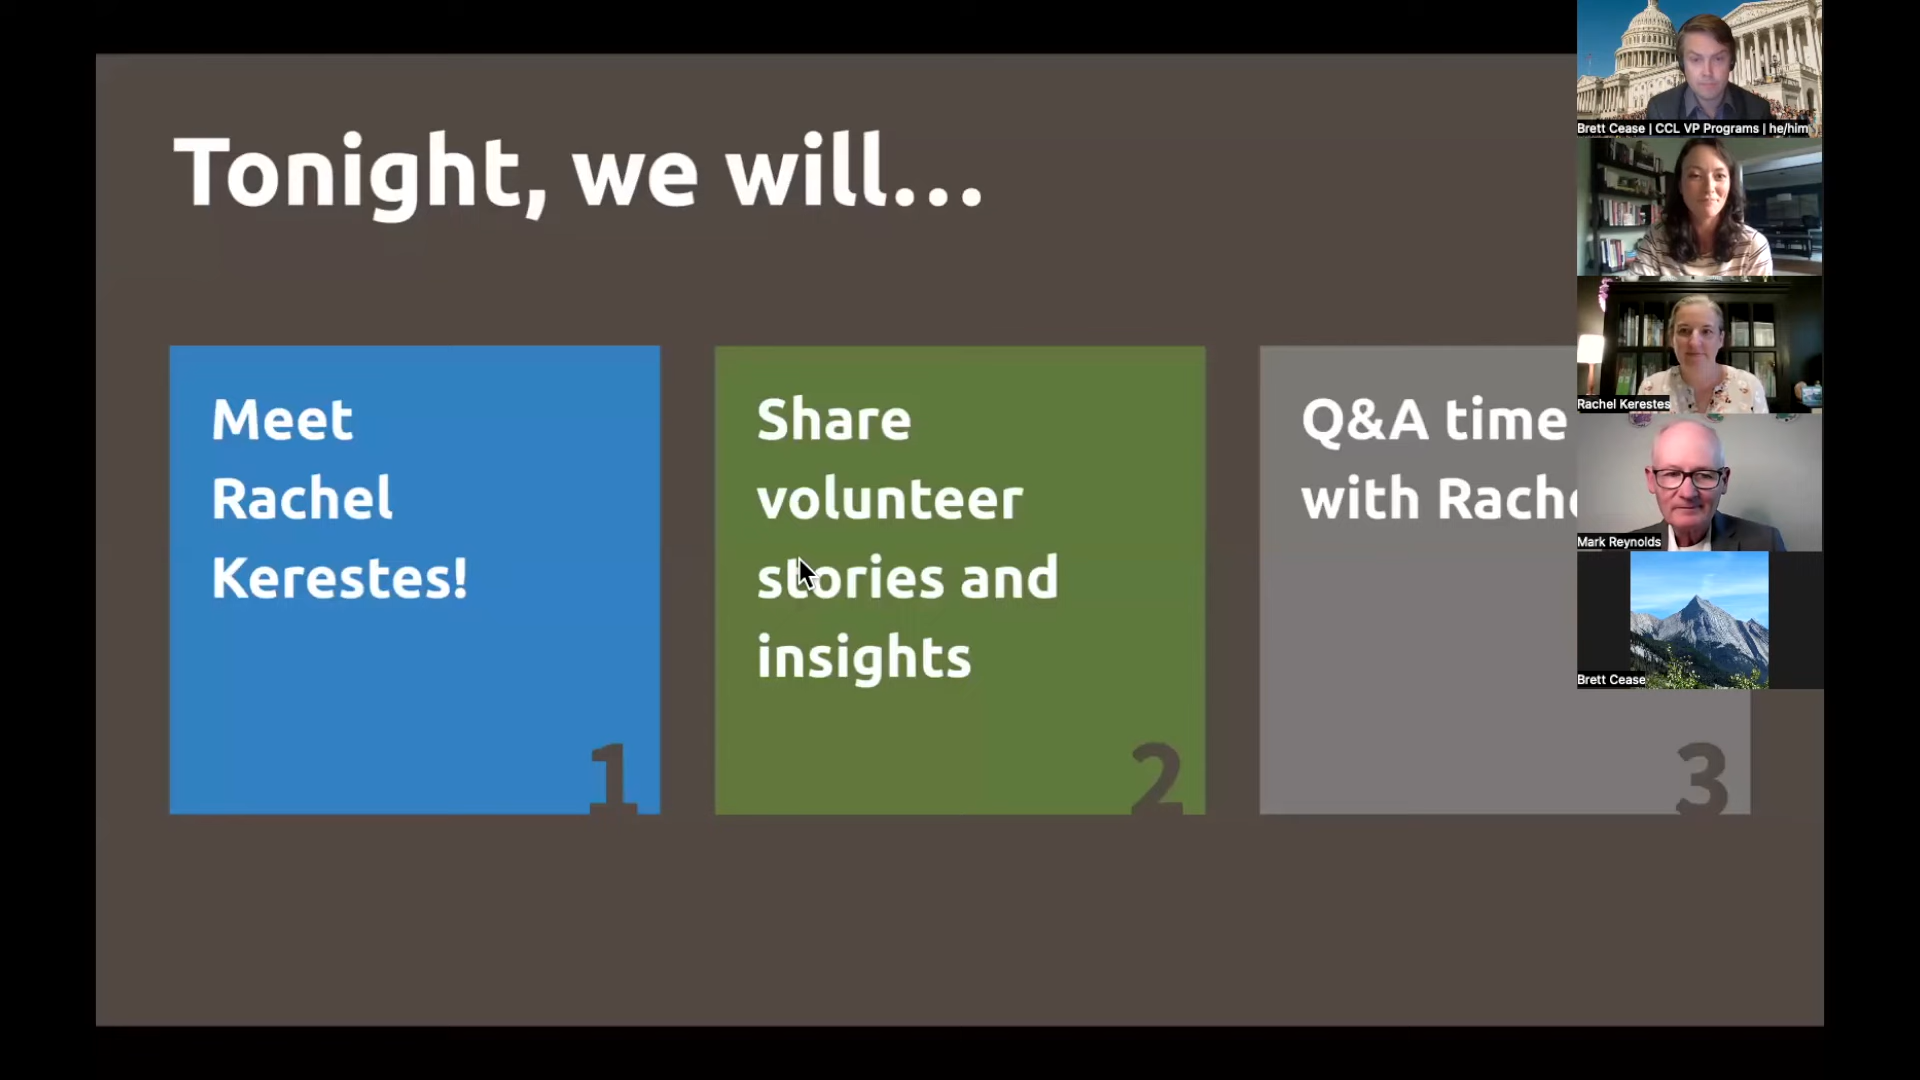 Tonight, we will...
Meet
Rachel
Kerestes!
1
Share
volunteer
stories and
insights
2
Q&A time
with
3
Brett Cease | CCL VP Programs | he/him
Rachel Kerestes
Mark Reynolds
Brett Cease